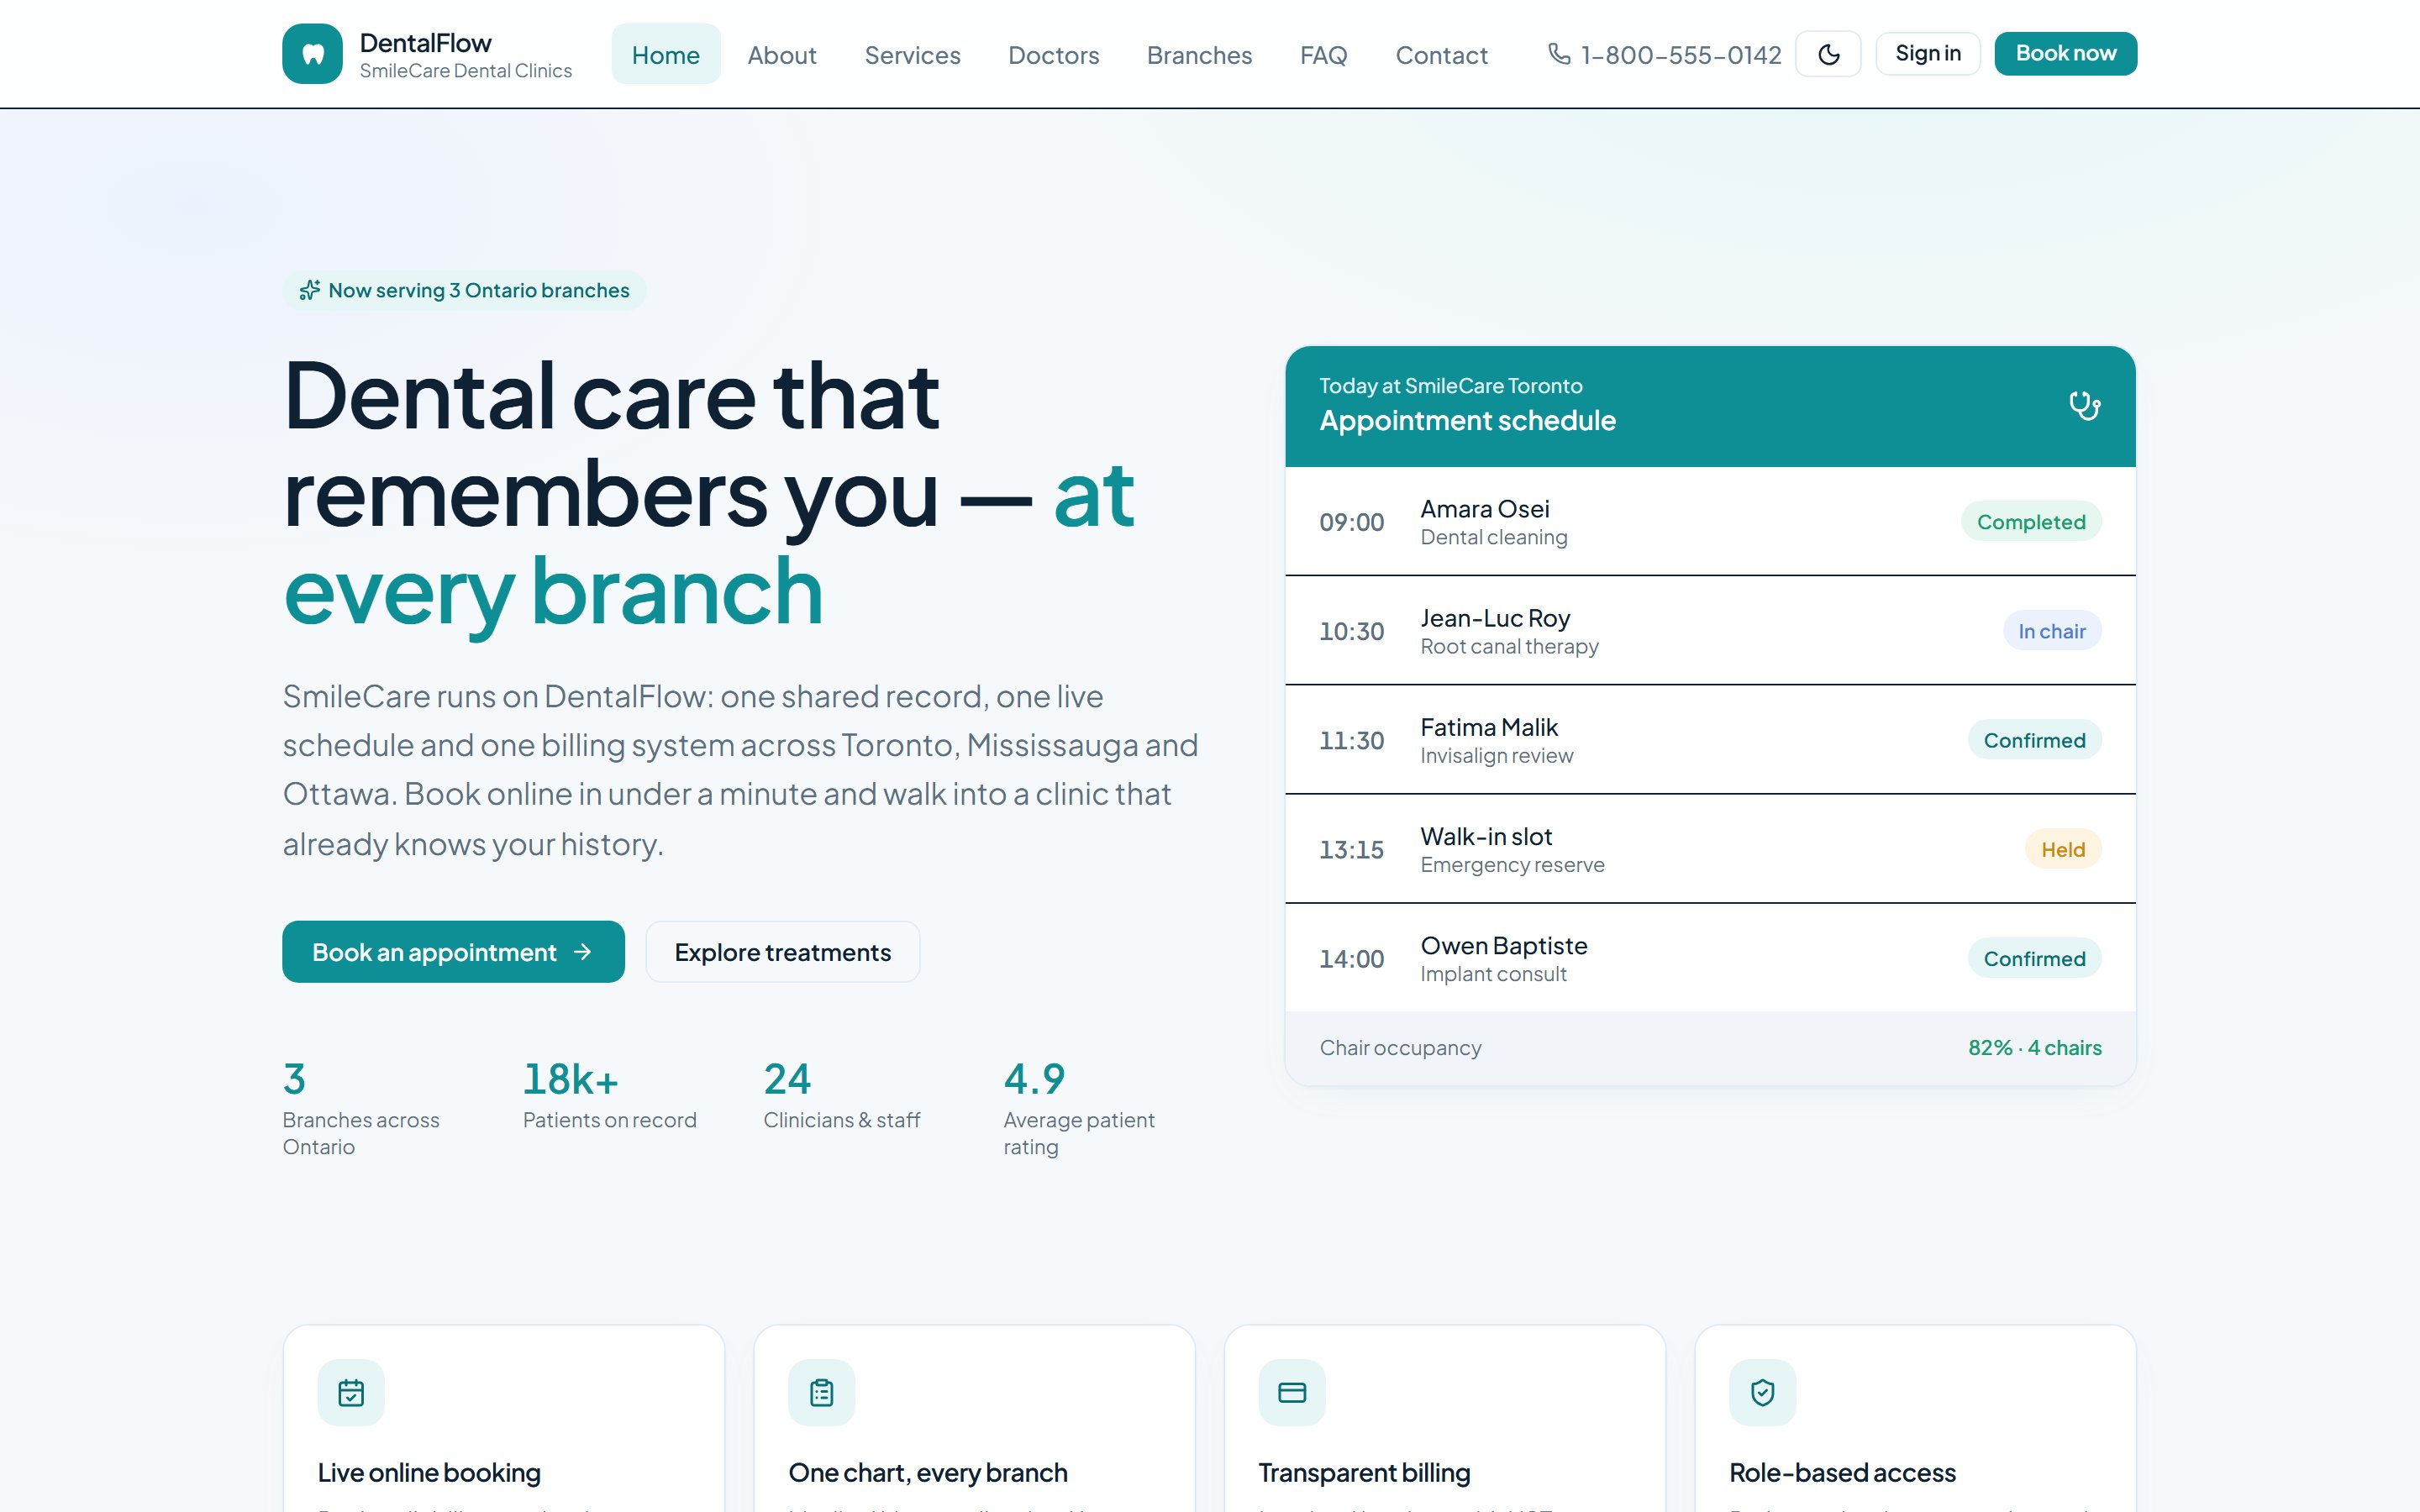 DentalFlow
SmileCare Dental Clinics
Home
About
Services
Doctors
Branches
FAQ
Contact
1-800-555-0142
Sign in
Book now
Now serving 3 Ontario branches
Dental care that
remembers you — at
every branch
SmileCare runs on DentalFlow: one shared record, one live
schedule and one billing system across Toronto, Mississauga and
Ottawa. Book online in under a minute and walk into a clinic that
already knows your history.
Book an appointment
Explore treatments
3
Branches across
Ontario
18k+
Patients on record
24
Clinicians & staff
4.9
Average patient
rating
Today at SmileCare Toronto
Appointment schedule
09:00
Amara Osei
Dental cleaning
Completed
10:30
Jean-Luc Roy
Root canal therapy
In chair
11:30
Fatima Malik
Invisalign review
Confirmed
13:15
Walk-in slot
Emergency reserve
Held
14:00
Owen Baptiste
Implant consult
Confirmed
Chair occupancy
82% · 4 chairs
Live online booking
One chart, every branch
Transparent billing
Role-based access